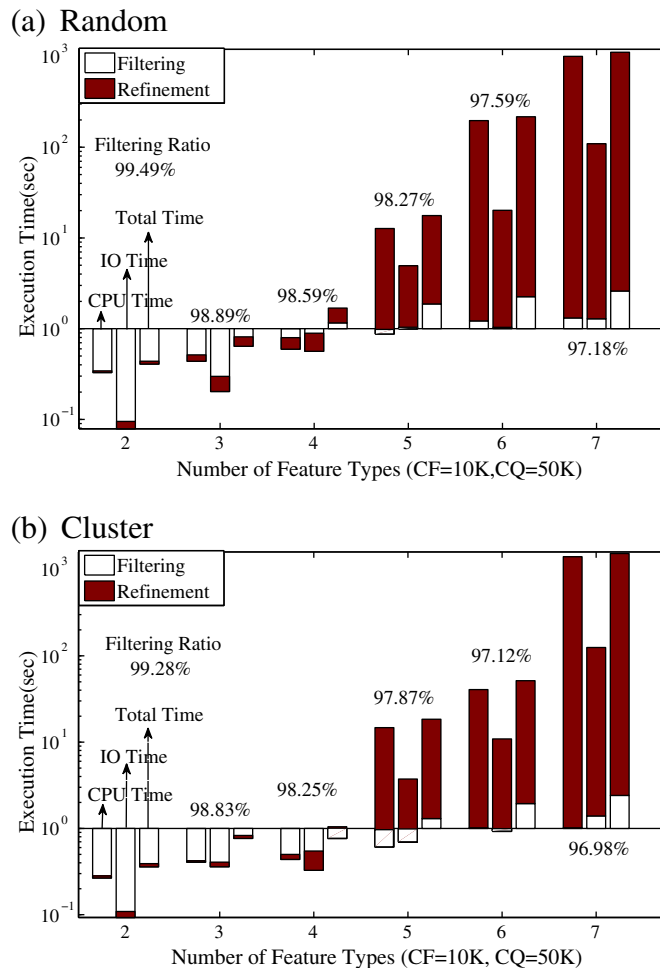 (a) Random
10^3
Filtering
Refinement
97.59%
10^2
Filtering Ratio
99.49%
98.27%
Total Time
10^1
IO Time
98.59%
CPU Time
98.89%
10^0
97.18%
10^-1
Execution Time(sec)
2 3 4 5 6 7
Number of Feature Types (CF=10K,CQ=50K)
(b) Cluster
10^3
Filtering
Refinement
Filtering Ratio
99.28%
97.12%
10^2
97.87%
Total Time
10^1
IO Time
98.25%
CPU Time
98.83%
10^0
96.98%
10^-1
Execution Time(sec)
2 3 4 5 6 7
Number of Feature Types (CF=10K, CQ=50K)